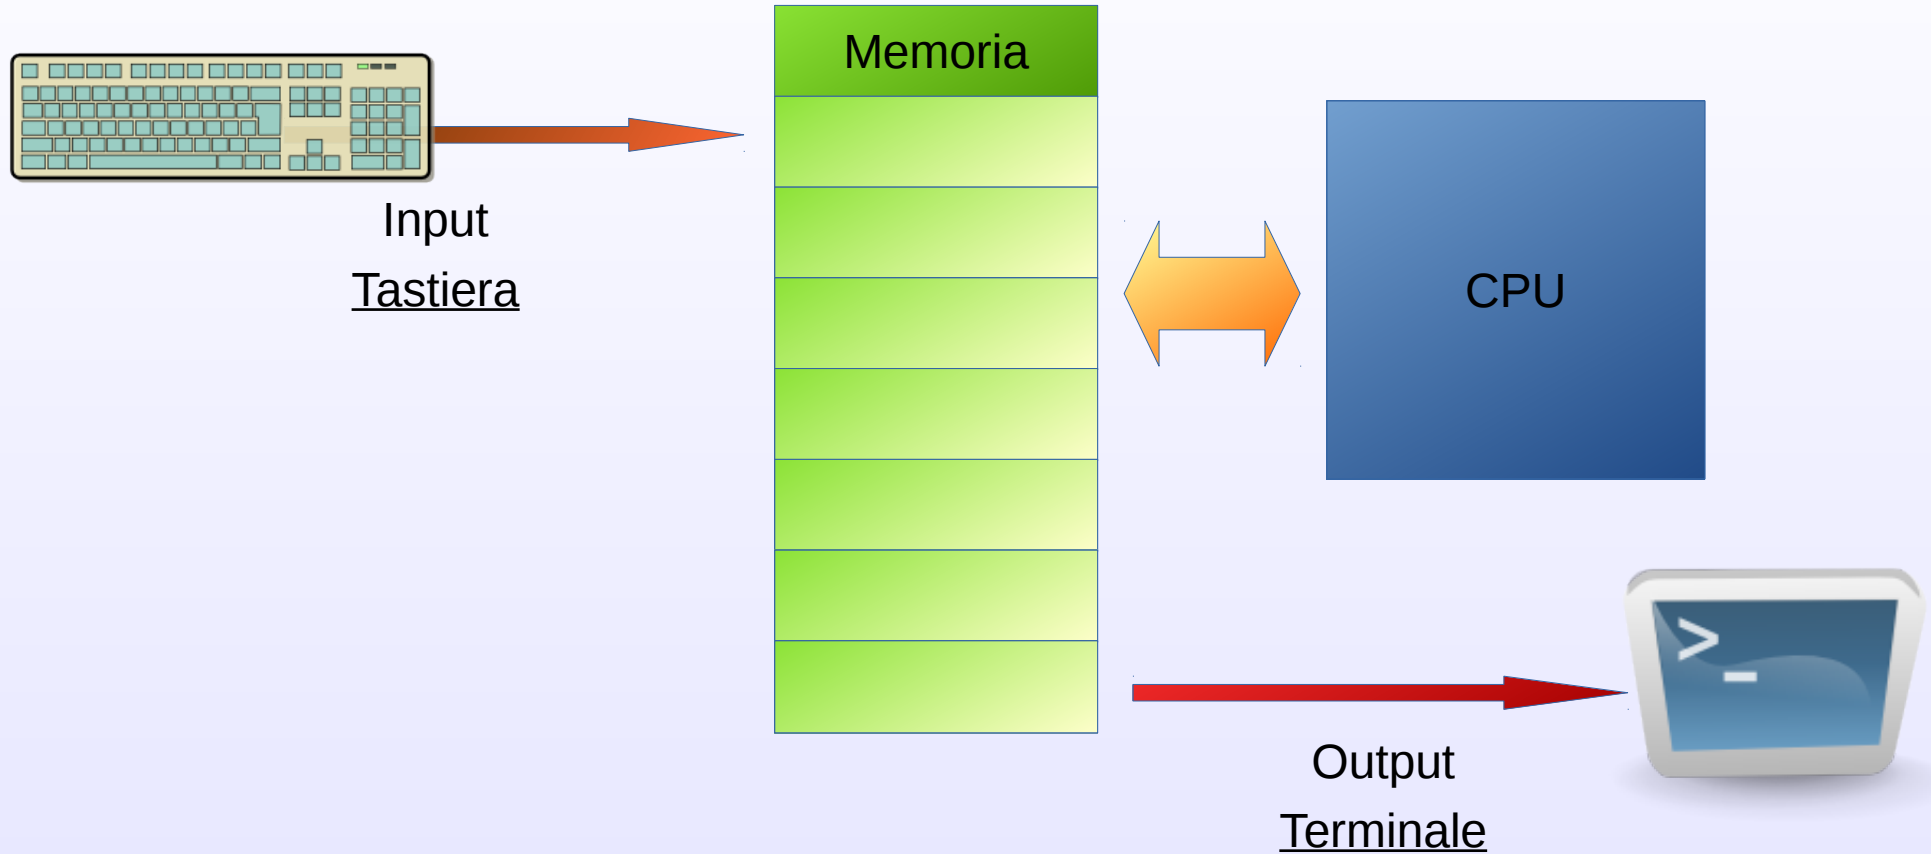 Memoria
Input
Tastiera
CPU
>_
Output
Terminale